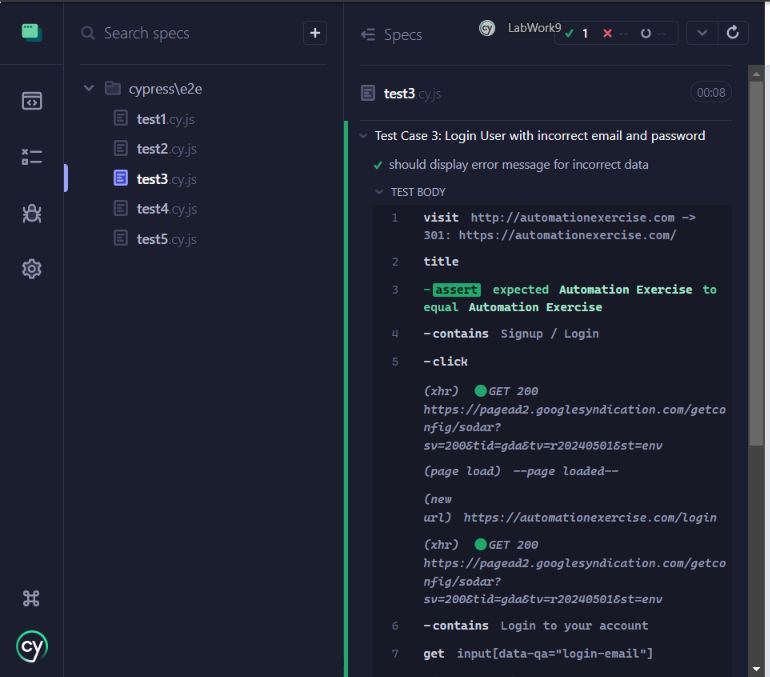 Search specs
+
cypress\e2e
test1.cy.js
test2.cy.js
test3.cy.js
test4.cy.js
test5.cy.js
cy
Specs
cy LabWork9
1 -- --
test3.cy.js 00:08
Test Case 3: Login User with incorrect email and password
should display error message for incorrect data
TEST BODY
1 visit http://automationexercise.com ->
301: https://automationexercise.com/
2 title
3 -assert expected Automation Exercise to
equal Automation Exercise
4 -contains Signup / Login
5 -click
(xhr) GET 200
https://pagead2.googlesyndication.com/getco
nfig/sodar?
sv=200&tid=gda&tv=r20240501&st=env
(page load) --page loaded--
(new
url) https://automationexercise.com/login
(xhr) GET 200
https://pagead2.googlesyndication.com/getco
nfig/sodar?
sv=200&tid=gda&tv=r20240501&st=env
6 -contains Login to your account
7 get input[data-qa="login-email"]